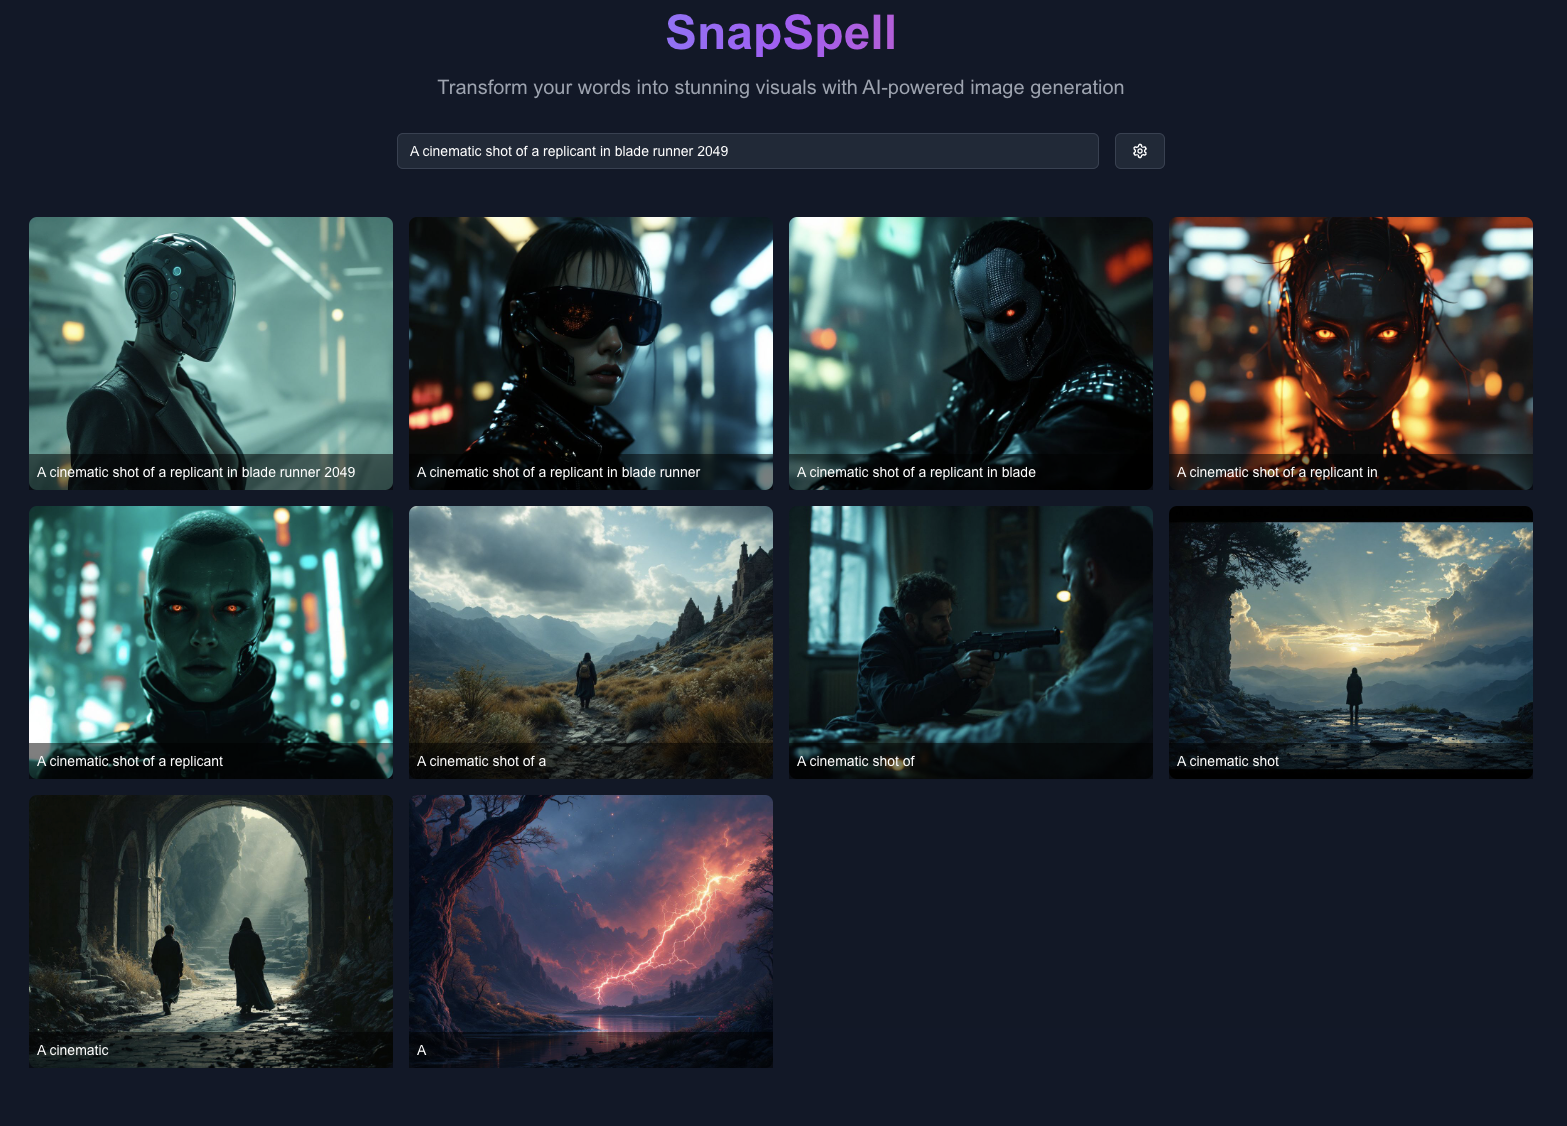 SnapSpell
Transform your words into stunning visuals with AI-powered image generation
A cinematic shot of a replicant in blade runner 2049
A cinematic shot of a replicant in blade runner 2049
A cinematic shot of a replicant in blade runner
A cinematic shot of a replicant in blade
A cinematic shot of a replicant in
A cinematic shot of a replicant
A cinematic shot of a
A cinematic shot of
A cinematic shot
A cinematic
A